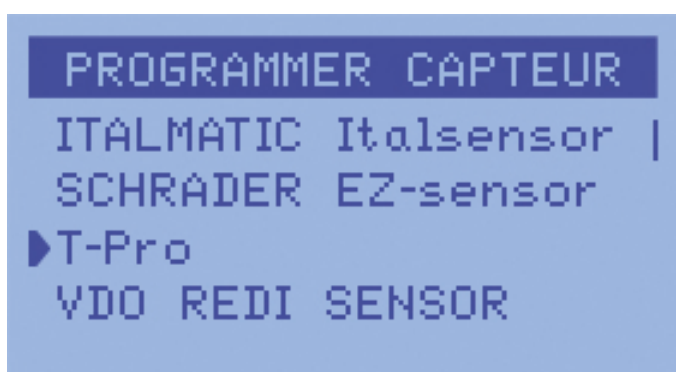 PROGRAMMER CAPTEUR
ITALMATIC Italsensor
SCHRADER EZ-sensor
T-Pro
VDO REDI SENSOR